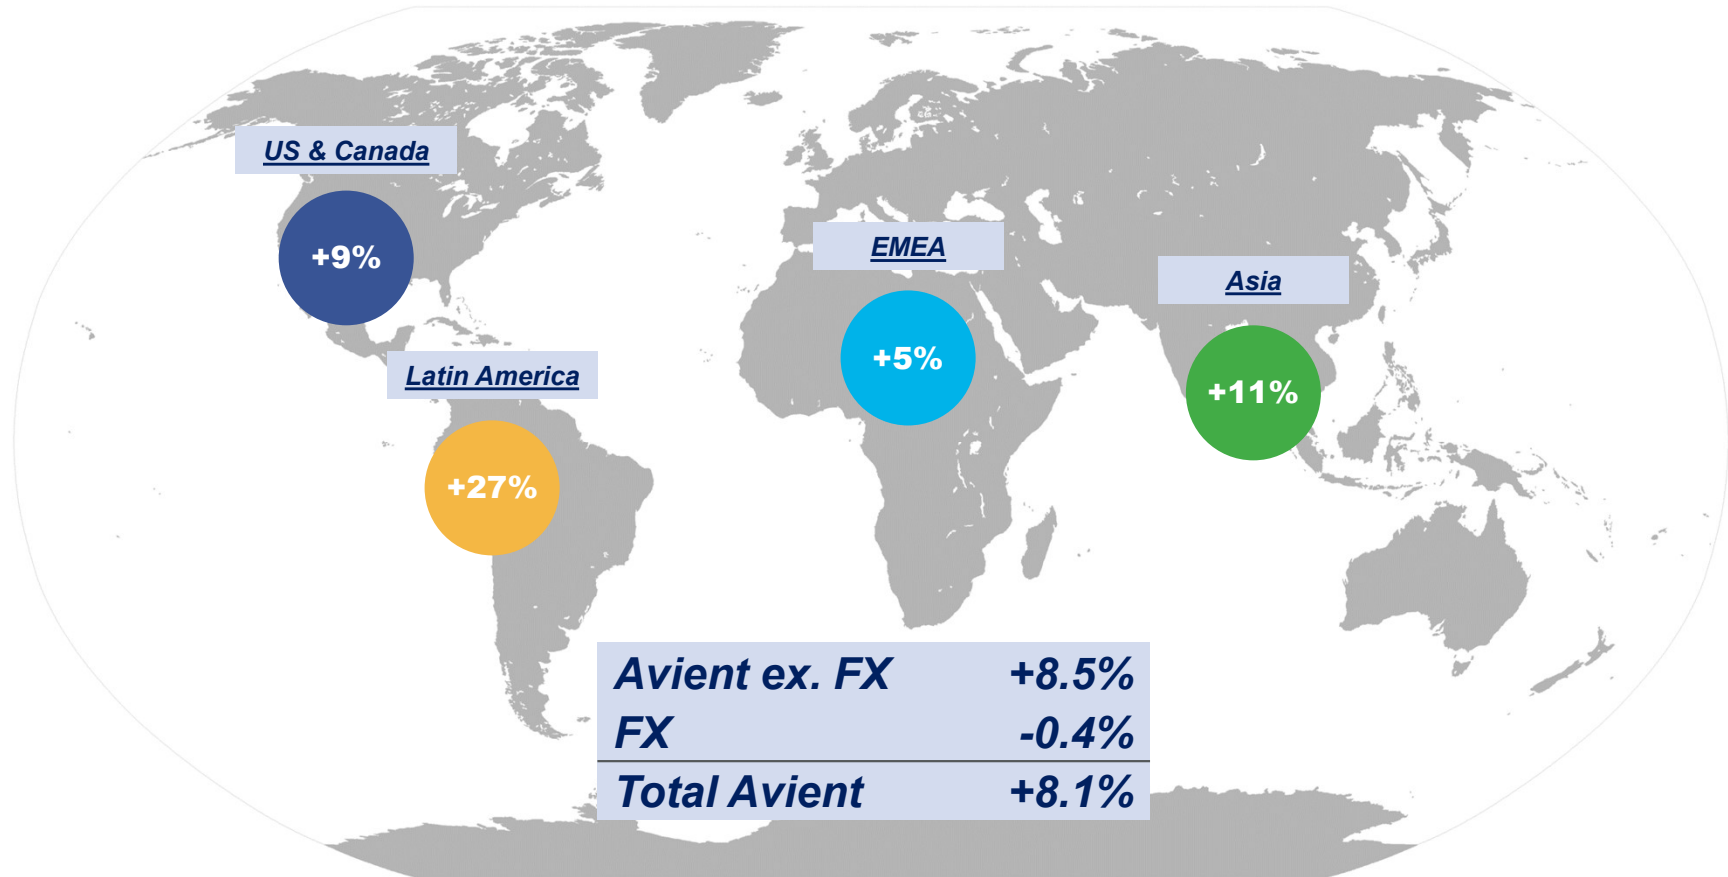 US & Canada
+9%
EMEA
+5%
Asia
+11%
Latin America
+27%
Avient ex. FX +8.5%
FX -0.4%
Total Avient +8.1%